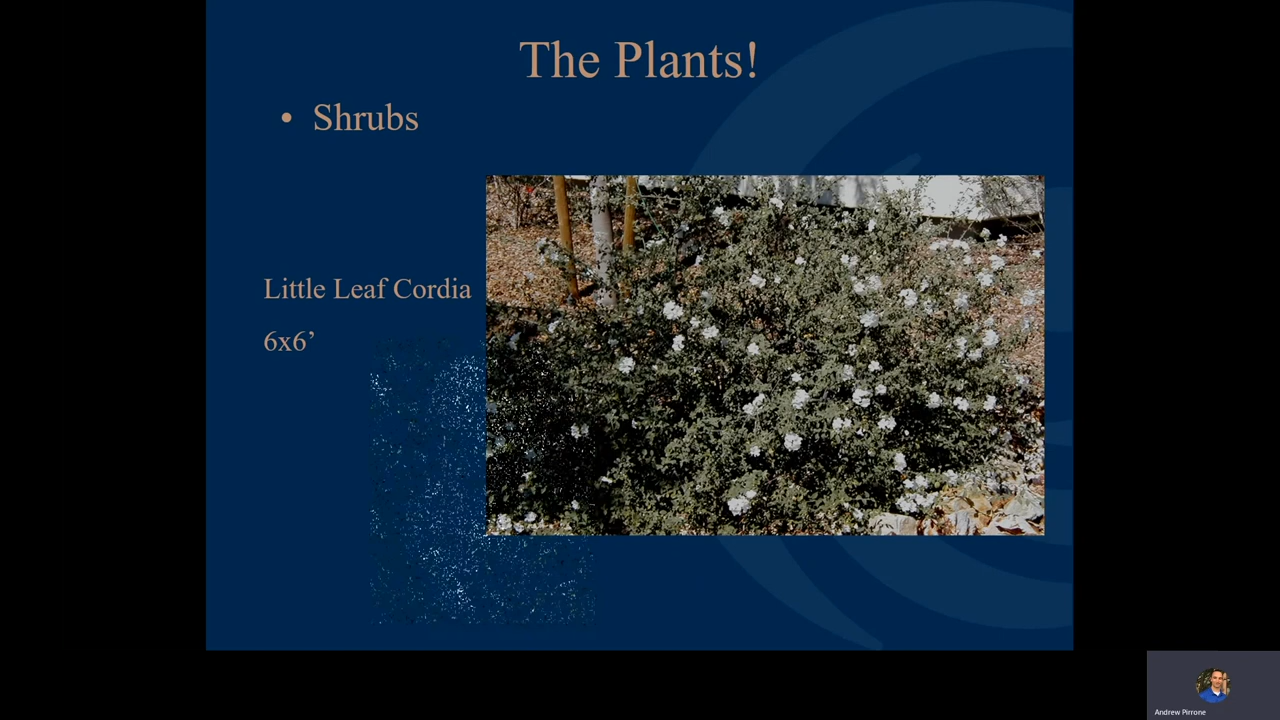 The Plants!
• Shrubs
Little Leaf Cordia
6x6’
Andrew Pirrone